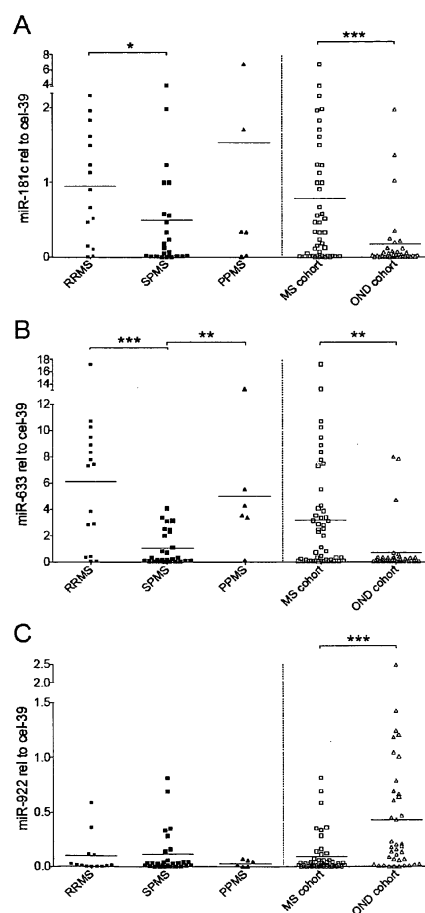 A
*
***
miR-181c rel to cel-39
8
6
4
2
1
0
RRMS
SPMS
PPMS
MS cohort
OND cohort
B
***
**
**
miR-633 rel to cel-39
18
16
14
12
10
8
6
4
2
0
RRMS
SPMS
PPMS
MS cohort
OND cohort
C
***
miR-922 rel to cel-39
2.5
2.0
1.5
1.0
0.5
0.0
RRMS
SPMS
PPMS
MS cohort
OND cohort